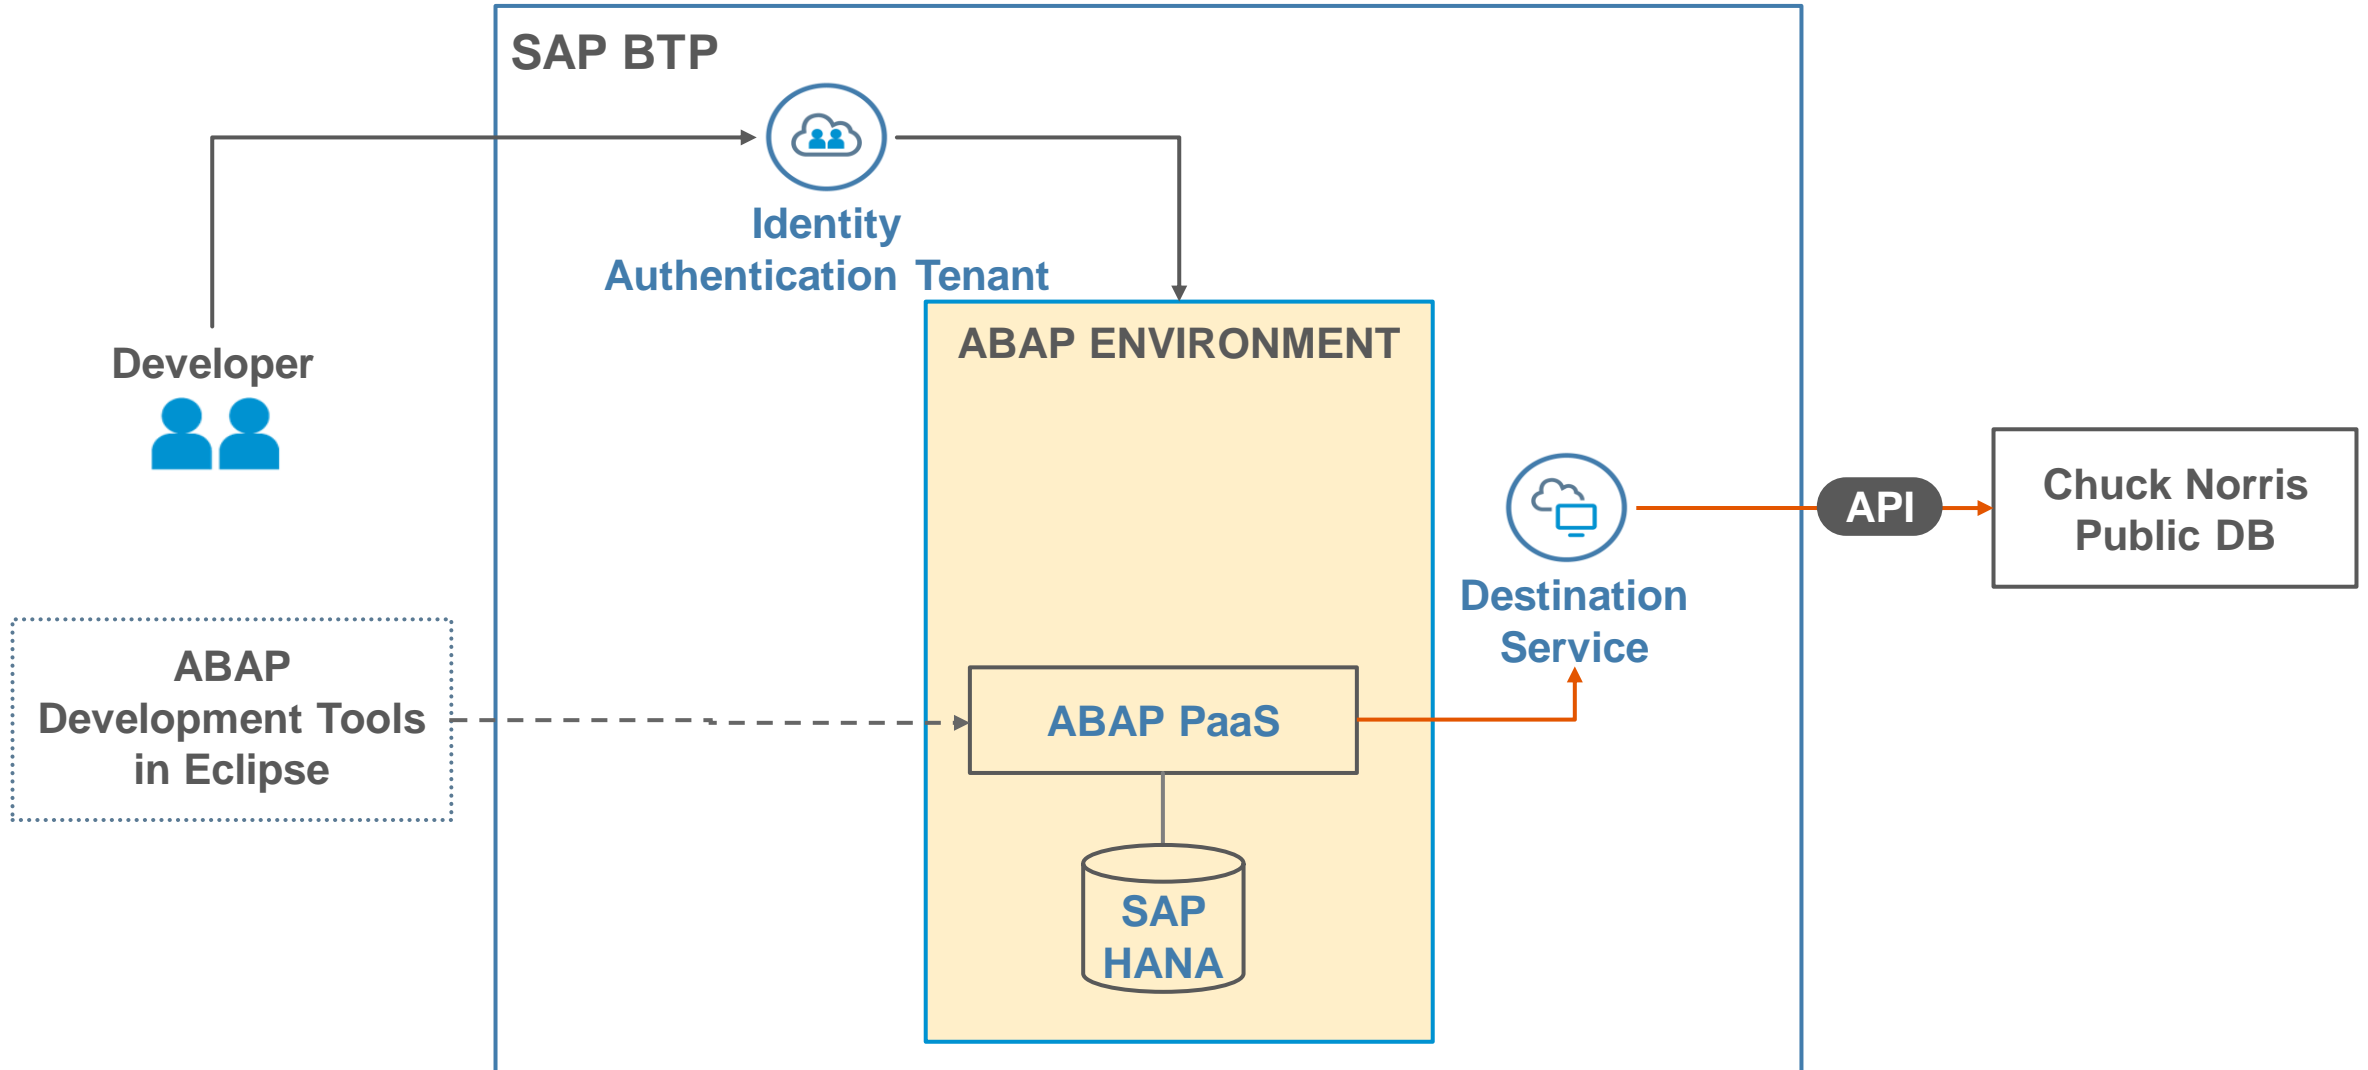 SAP BTP
Identity
Authentication Tenant
ABAP ENVIRONMENT
Developer
Chuck Norris
Public DB
API
Destination
Service
ABAP
Development Tools
in Eclipse
ABAP PaaS
SAP
HANA